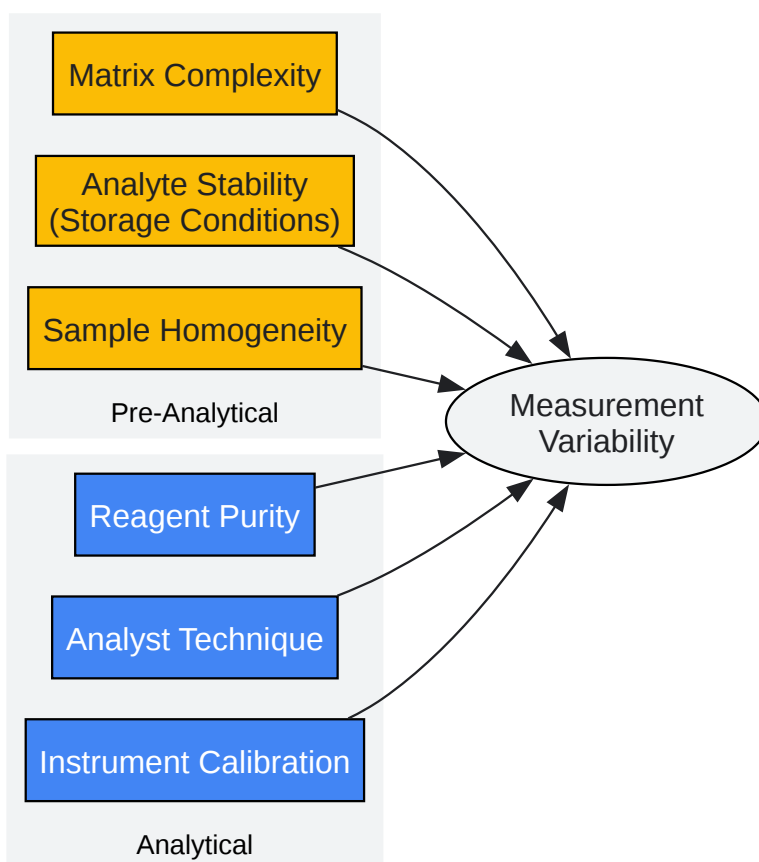 Matrix Complexity
Analyte Stability
(Storage Conditions)
Sample Homogeneity
Pre-Analytical
Measurement
Variability
Reagent Purity
Analyst Technique
Instrument Calibration
Analytical